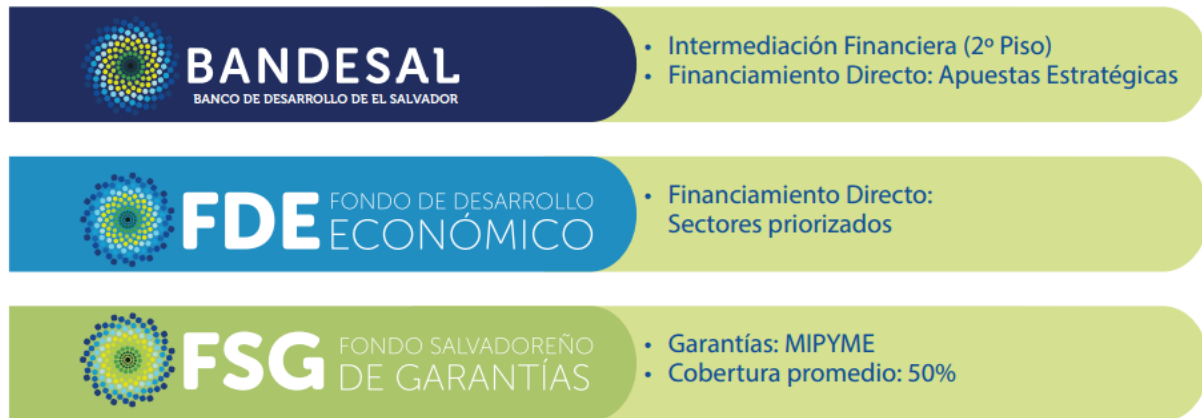 BANDESAL
BANCO DE DESARROLLO DE EL SALVADOR
• Intermediación Financiera (2º Piso)
• Financiamiento Directo: Apuestas Estratégicas
FDE
FONDO DE DESARROLLO
ECONÓMICO
• Financiamiento Directo:
Sectores priorizados
FSG
FONDO SALVADOREÑO
DE GARANTÍAS
• Garantías: MIPYME
• Cobertura promedio: 50%